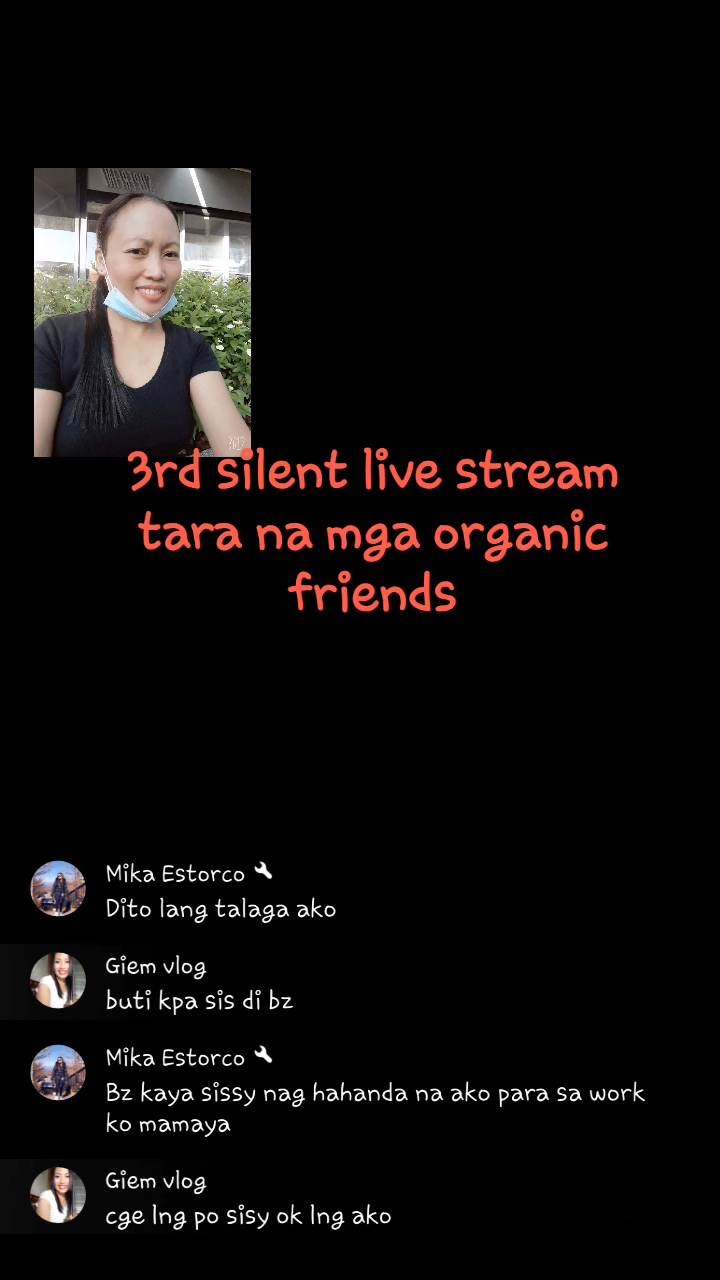 3rd silent live stream
tara na mga organic
friends
Mika Estorco
Dito lang talaga ako
Giem vlog
buti kpa sis di bz
Mika Estorco
Bz kaya sissy nag hahanda na ako para sa work
ko mamaya
Giem vlog
cge lng po sisy ok lng ako